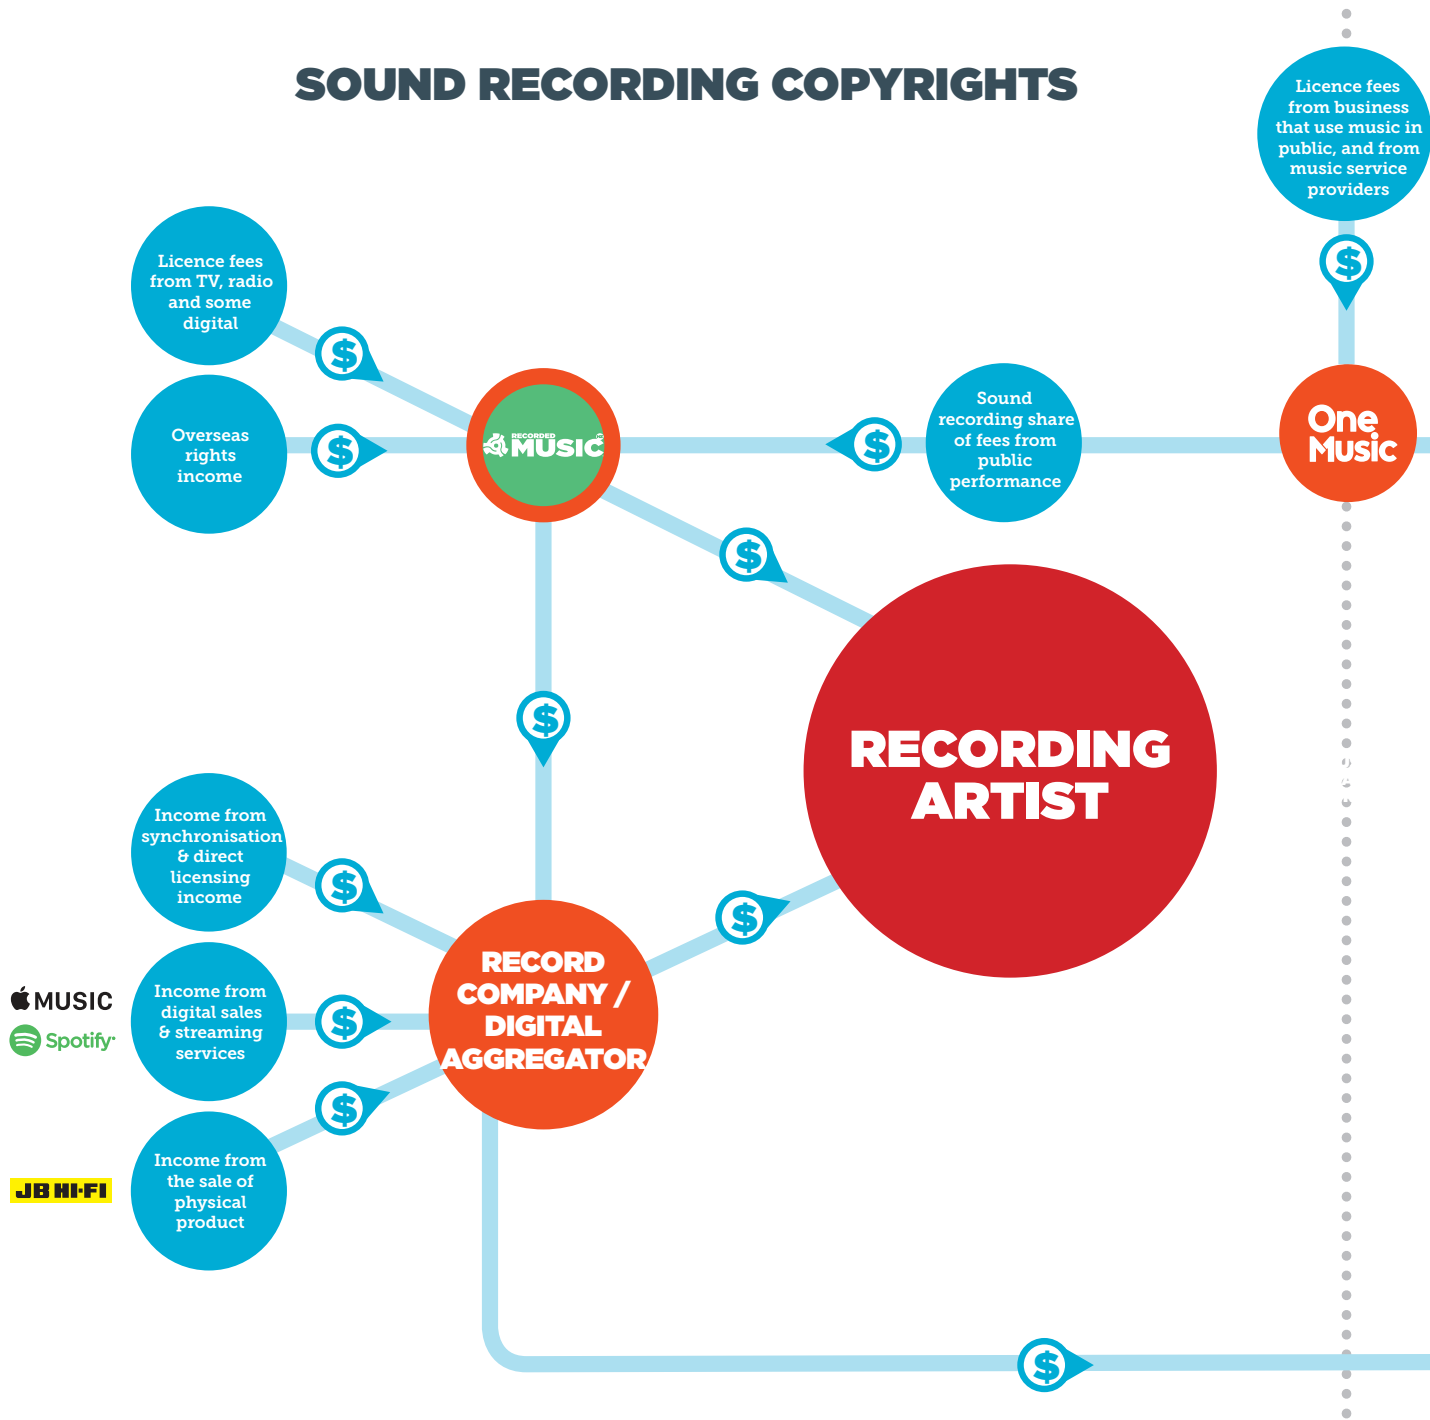 SOUND RECORDING COPYRIGHTS
Licence fees
from business
that use music in
public, and from
music service
providers
$
Licence fees
from TV, radio
and some
digital
$
Overseas
rights
income
$
RECORDED
MUSIC
$
Sound
recording share
of fees from
public
performance
One
Music
$
RECORDING
ARTIST
$
Income from
synchronisation
& direct
licensing
income
$
$
RECORD
COMPANY /
DIGITAL
AGGREGATOR
MUSIC
Spotify
Income from
digital sales
& streaming
services
$
$
JB HI-FI
Income from
the sale of
physical
product
$